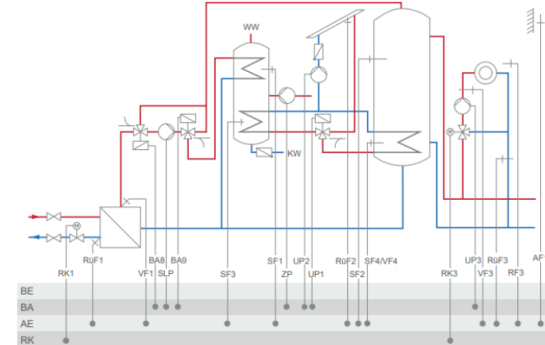 WW
KW
RK1
RüF1
VF1
BA8
SLP
BA9
SF3
SF1
ZP
UP2
UP1
RüF2
SF2
SF4/VF4
RK3
UP3
VF3
RüF3
RF3
AF
BE
BA
AE
RK